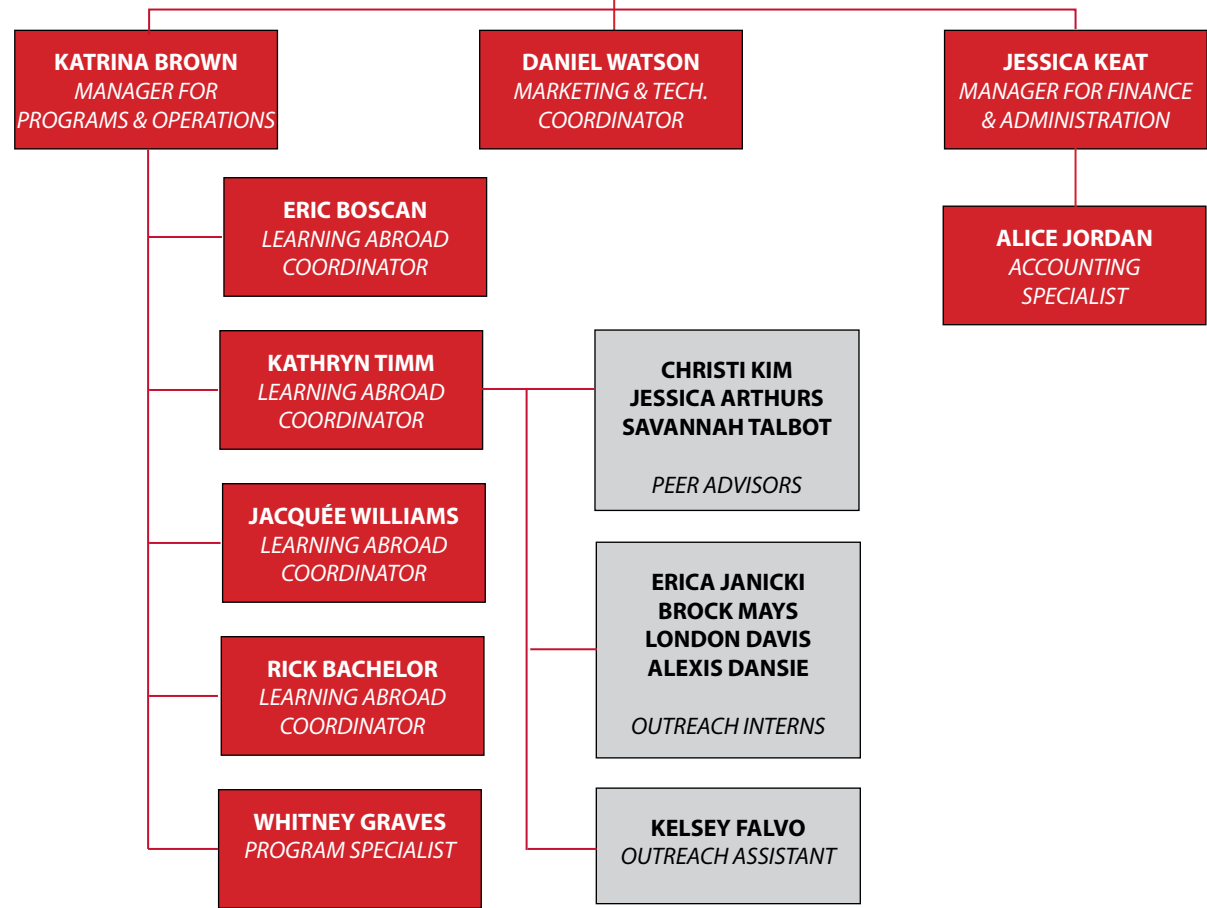 KATRINA BROWN
MANAGER FOR
PROGRAMS & OPERATIONS
DANIEL WATSON
MARKETING & TECH.
COORDINATOR
JESSICA KEAT
MANAGER FOR FINANCE
& ADMINISTRATION
ERIC BOSCAN
LEARNING ABROAD
COORDINATOR
ALICE JORDAN
ACCOUNTING
SPECIALIST
KATHRYN TIMM
LEARNING ABROAD
COORDINATOR
CHRISTI KIM
JESSICA ARTHURS
SAVANNAH TALBOT
PEER ADVISORS
JACQUÉE WILLIAMS
LEARNING ABROAD
COORDINATOR
ERICA JANICKI
BROCK MAYS
LONDON DAVIS
ALEXIS DANSIE
OUTREACH INTERNS
RICK BACHELOR
LEARNING ABROAD
COORDINATOR
WHITNEY GRAVES
PROGRAM SPECIALIST
KELSEY FALVO
OUTREACH ASSISTANT